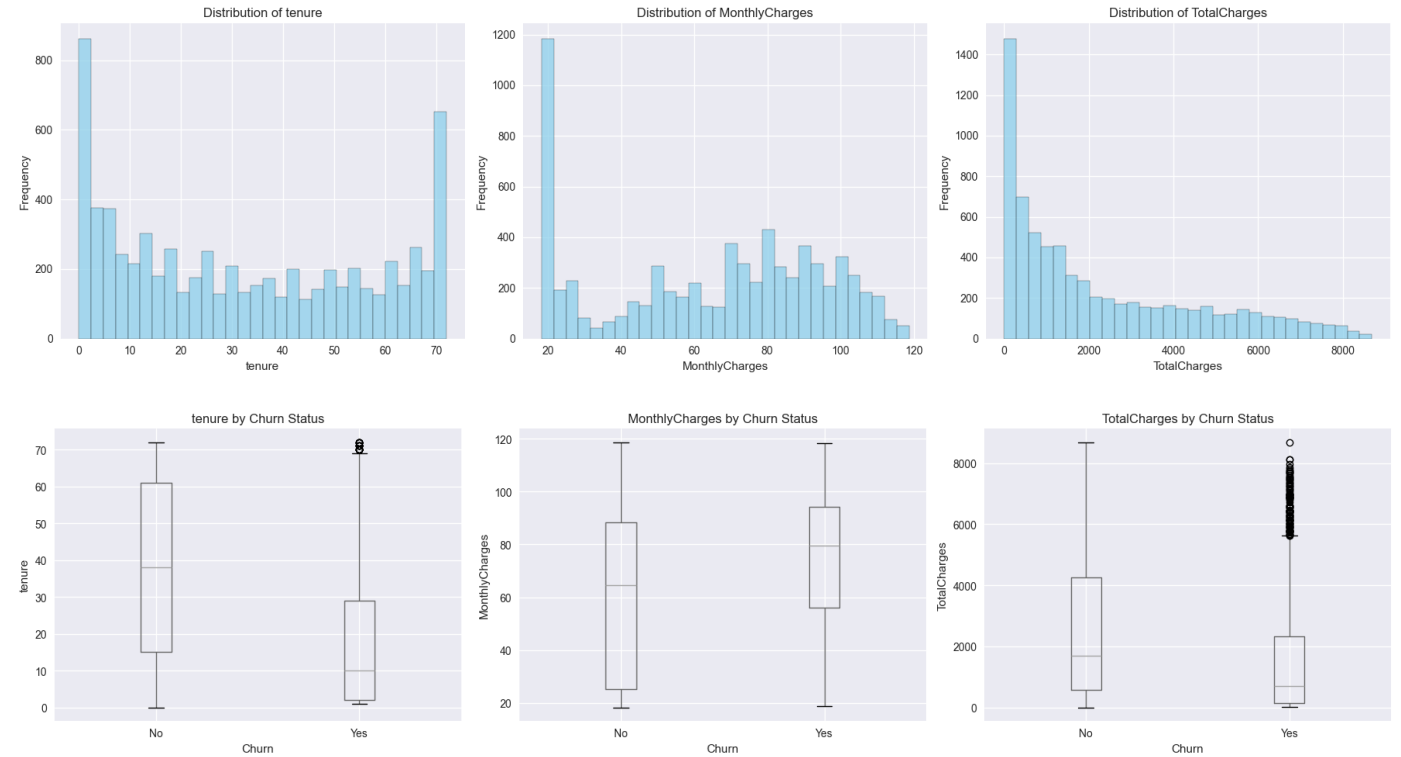 Distribution of tenure
Frequency
800
600
400
200
0
0 10 20 30 40 50 60 70
tenure
Distribution of MonthlyCharges
Frequency
1200
1000
800
600
400
200
0
20 40 60 80 100 120
MonthlyCharges
Distribution of TotalCharges
Frequency
1400
1200
1000
800
600
400
200
0
0 2000 4000 6000 8000
TotalCharges
tenure by Churn Status
tenure
70
60
50
40
30
20
10
0
No Yes
Churn
MonthlyCharges by Churn Status
MonthlyCharges
120
100
80
60
40
20
No Yes
Churn
TotalCharges by Churn Status
TotalCharges
8000
6000
4000
2000
0
No Yes
Churn